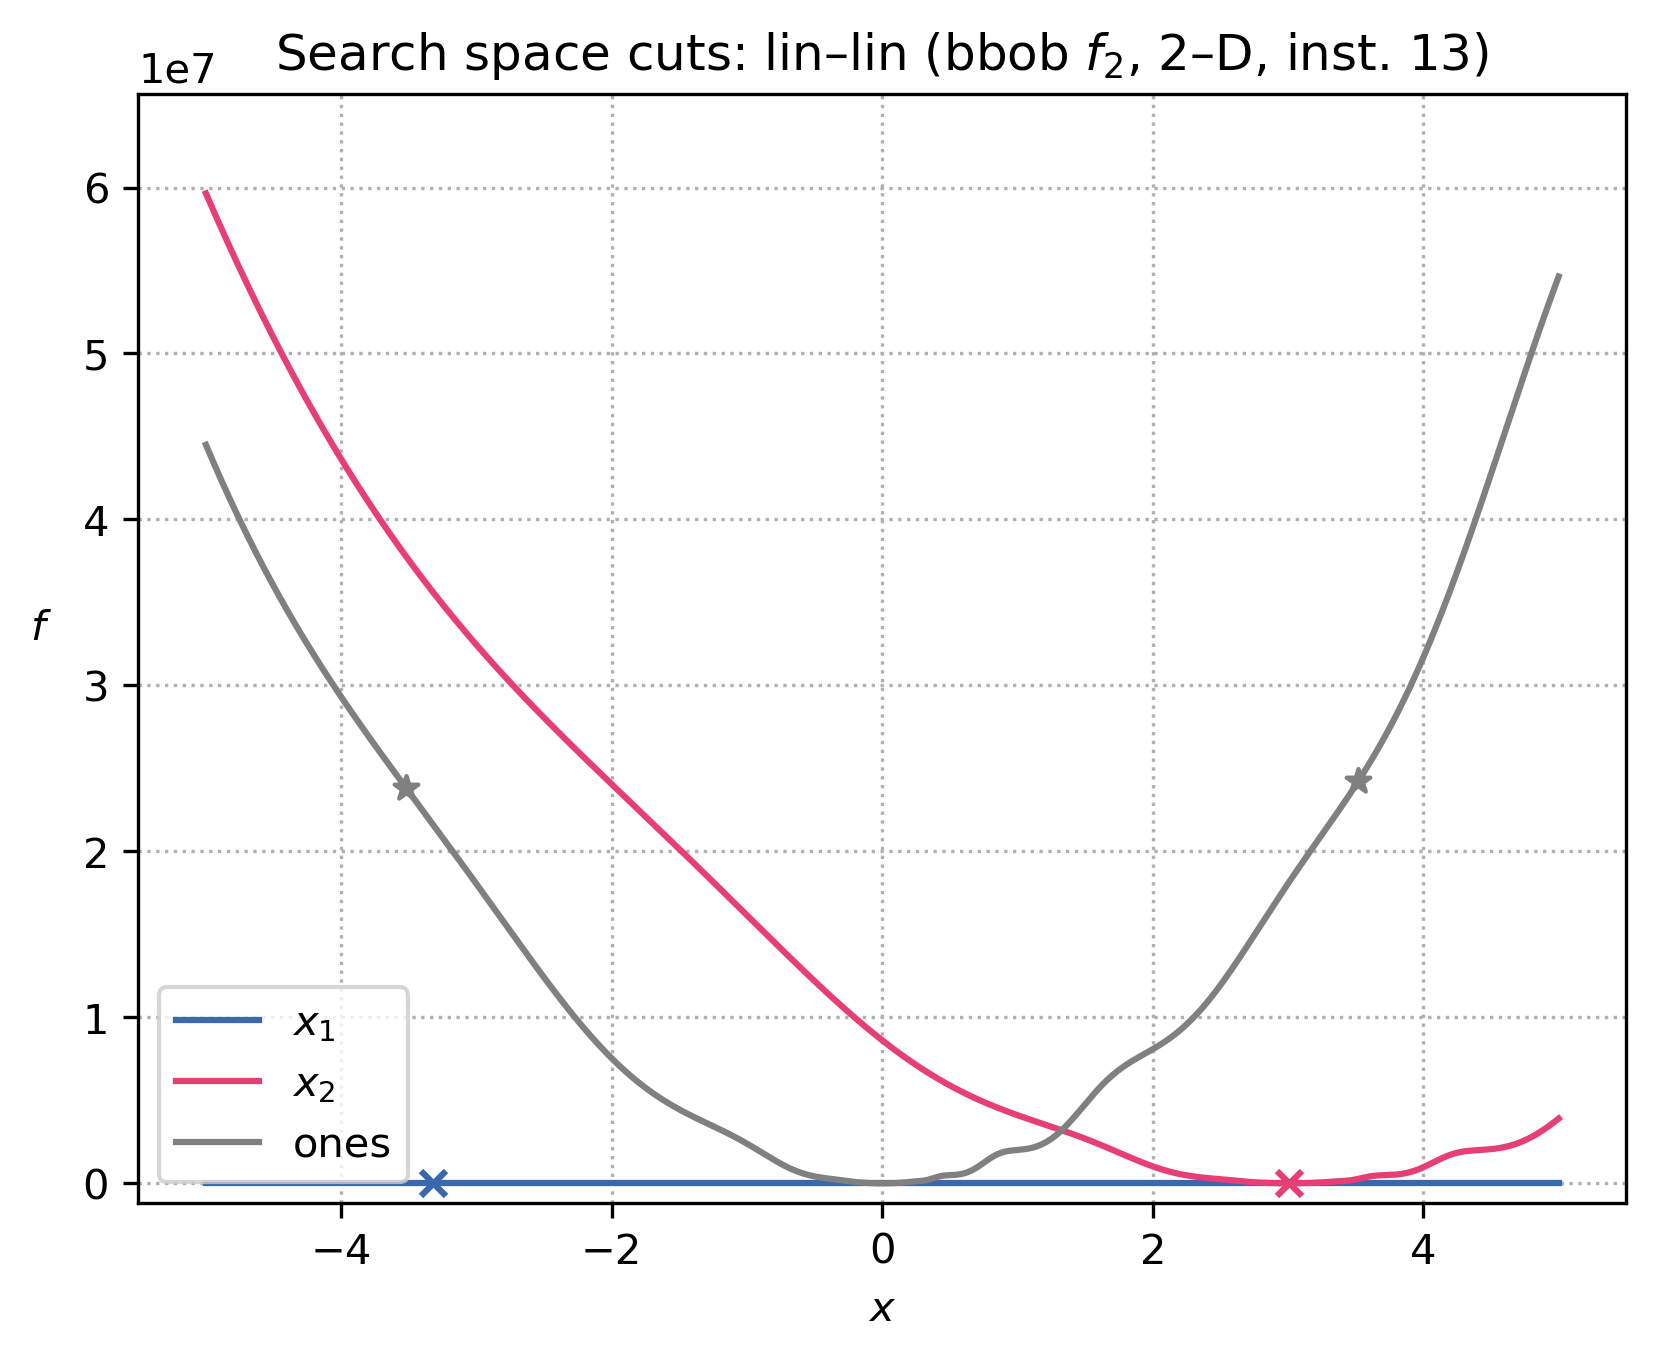 Search space cuts: lin–lin (bbob f₂, 2–D, inst. 13)
1e7
6
5
4
3
2
1
0
f
x₁
x₂
ones
−4 −2 0 2 4
x